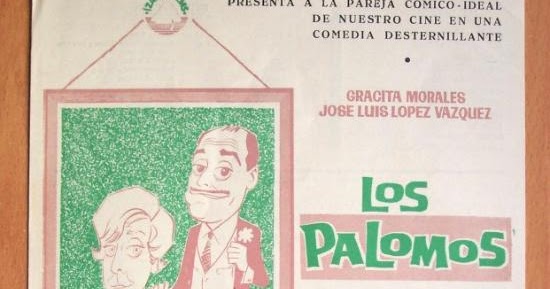 PRESENTA A LA PAREJA COMICO-IDEAL
DE NUESTRO CINE EN UNA
COMEDIA DESTERNILLANTE
GRACITA MORALES
JOSE LUIS LOPEZ VAZQUEZ
LOS
PALOMOS